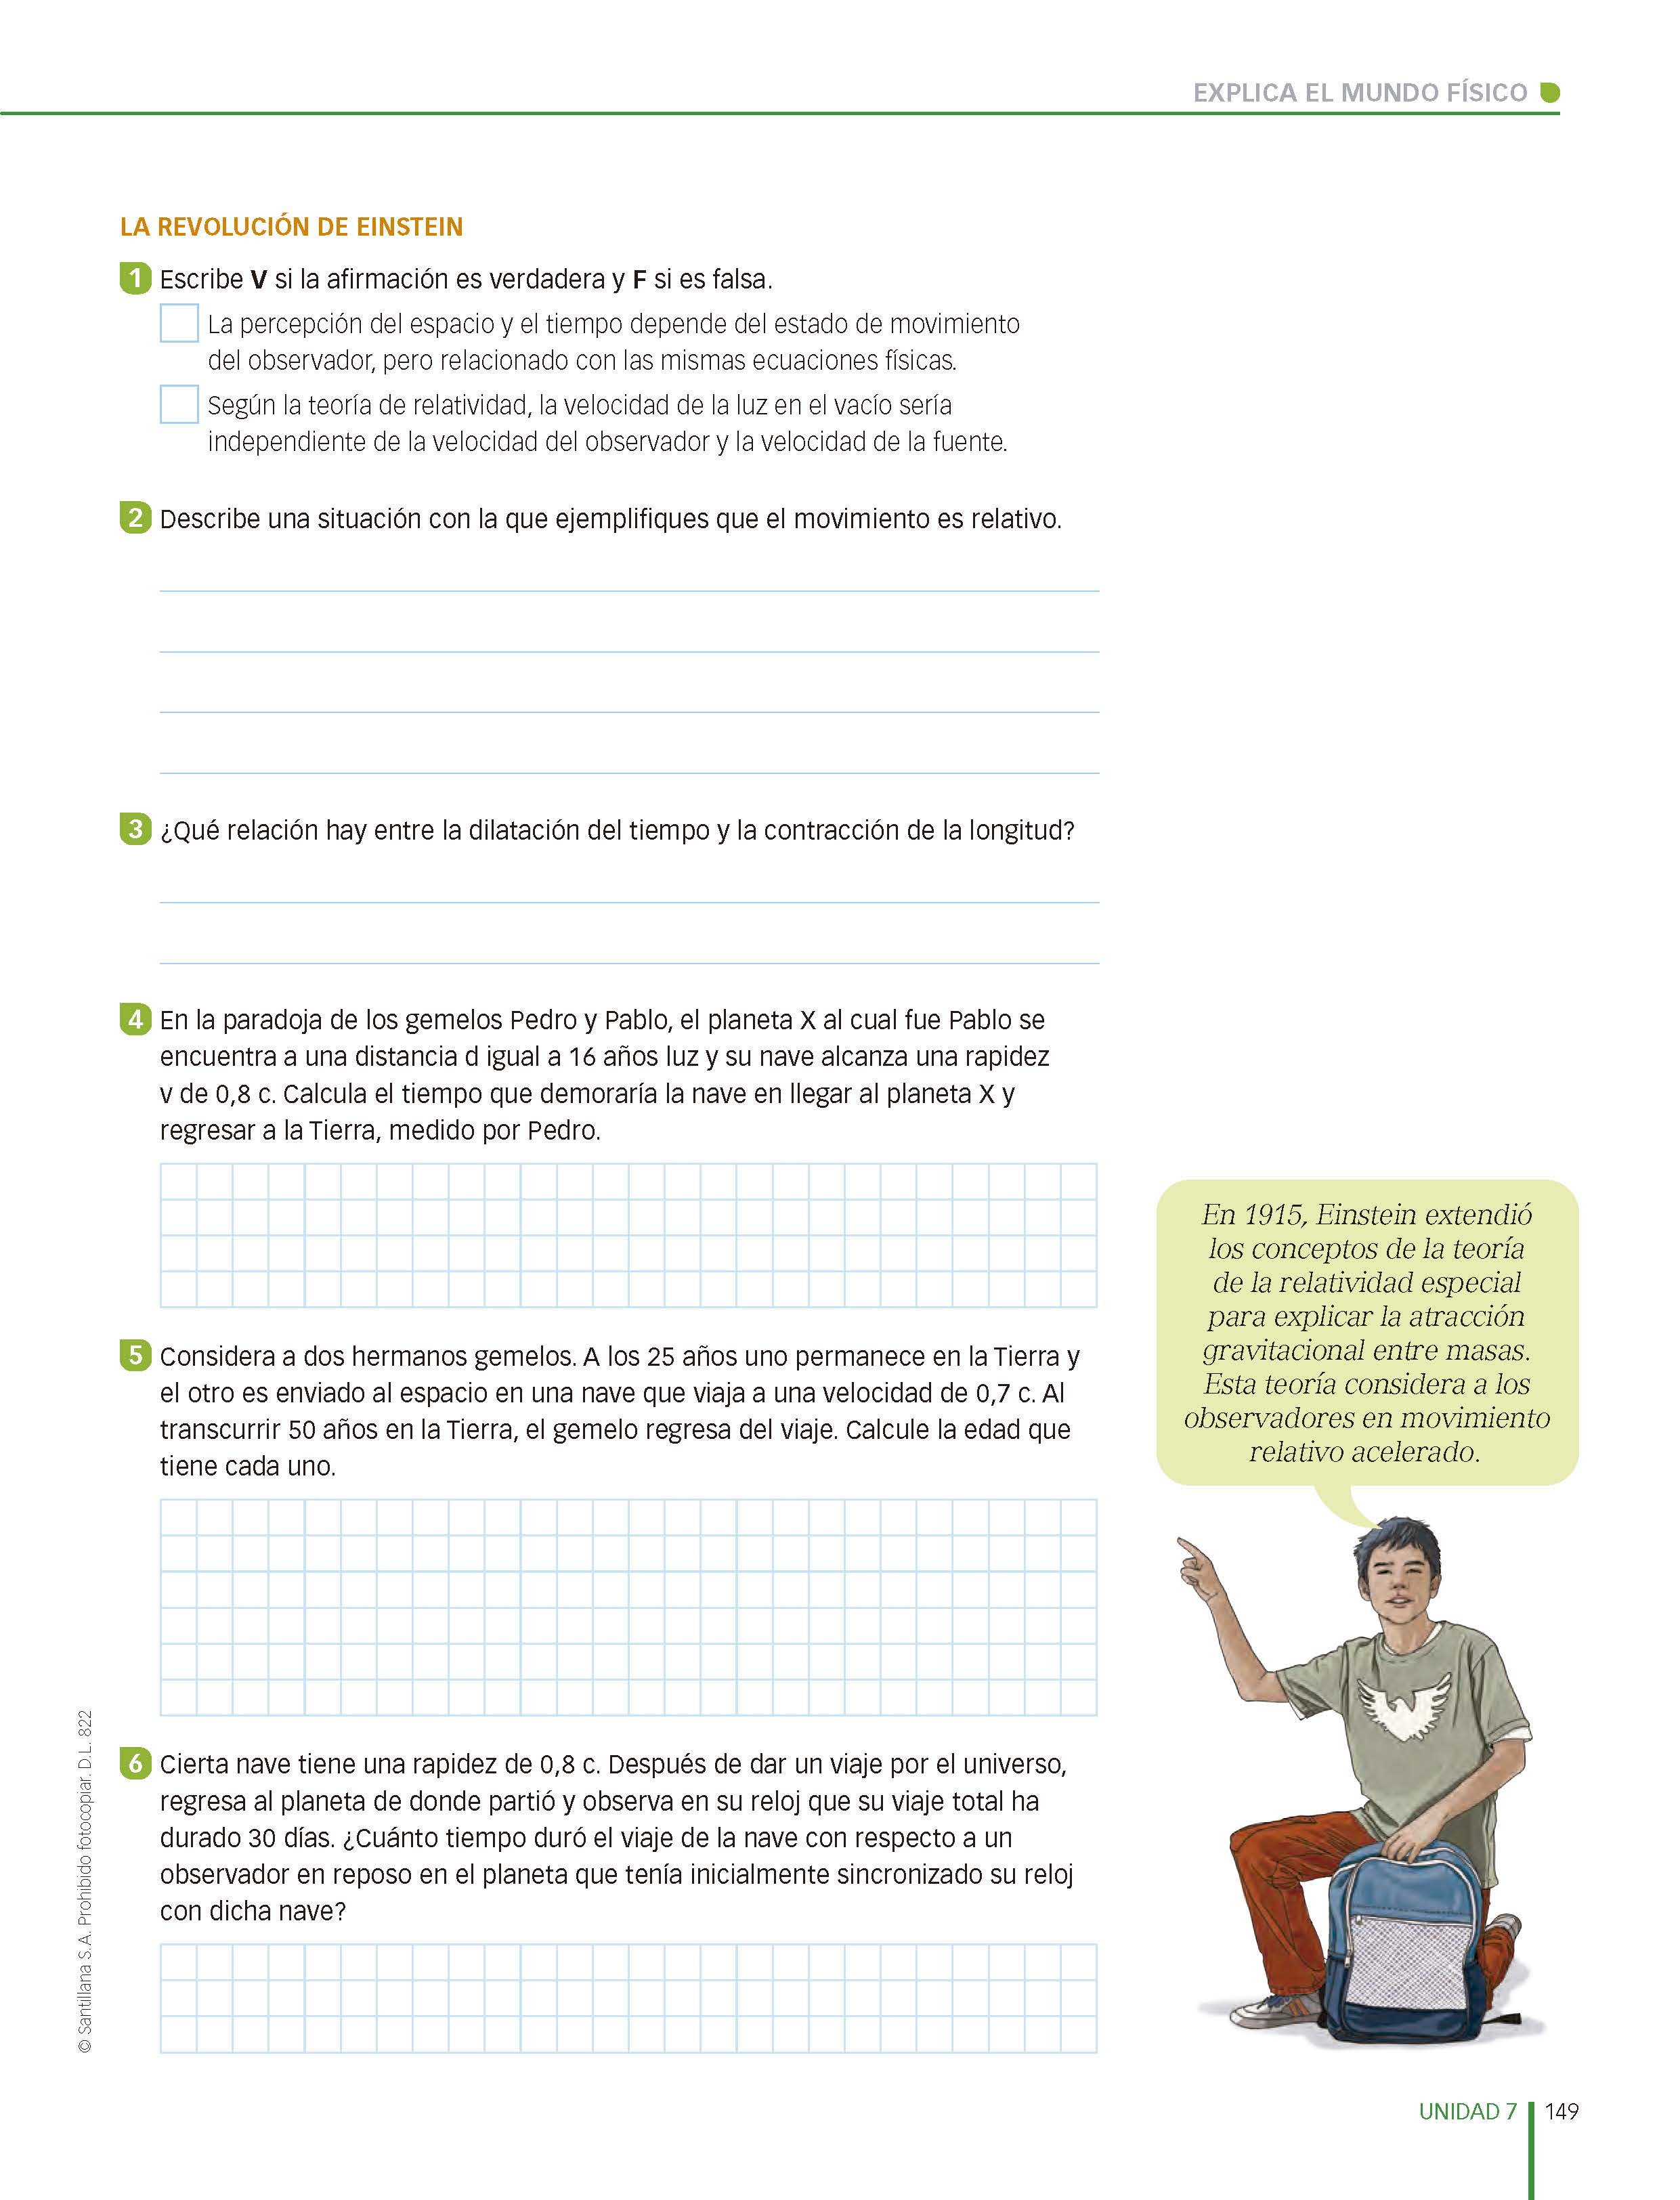 EXPLICA EL MUNDO FÍSICO
LA REVOLUCIÓN DE EINSTEIN
1 Escribe V si la afirmación es verdadera y F si es falsa.
La percepción del espacio y el tiempo depende del estado de movimiento
del observador, pero relacionado con las mismas ecuaciones físicas.
Según la teoría de relatividad, la velocidad de la luz en el vacío sería
independiente de la velocidad del observador y la velocidad de la fuente.
2 Describe una situación con la que ejemplifiques que el movimiento es relativo.
3 ¿Qué relación hay entre la dilatación del tiempo y la contracción de la longitud?
4 En la paradoja de los gemelos Pedro y Pablo, el planeta X al cual fue Pablo se
encuentra a una distancia d igual a 16 años luz y su nave alcanza una rapidez
v de 0,8 c. Calcula el tiempo que demoraría la nave en llegar al planeta X y
regresar a la Tierra, medido por Pedro.
5 Considera a dos hermanos gemelos. A los 25 años uno permanece en la Tierra y
el otro es enviado al espacio en una nave que viaja a una velocidad de 0,7 c. Al
transcurrir 50 años en la Tierra, el gemelo regresa del viaje. Calcule la edad que
tiene cada uno.
6 Cierta nave tiene una rapidez de 0,8 c. Después de dar un viaje por el universo,
regresa al planeta de donde partió y observa en su reloj que su viaje total ha
durado 30 días. ¿Cuánto tiempo duró el viaje de la nave con respecto a un
observador en reposo en el planeta que tenía inicialmente sincronizado su reloj
con dicha nave?
En 1915, Einstein extendió
los conceptos de la teoría
de la relatividad especial
para explicar la atracción
gravitacional entre masas.
Esta teoría considera a los
observadores en movimiento
relativo acelerado.
© Santillana S.A. Prohibido fotocopiar. D.L. 822
UNIDAD 7 149